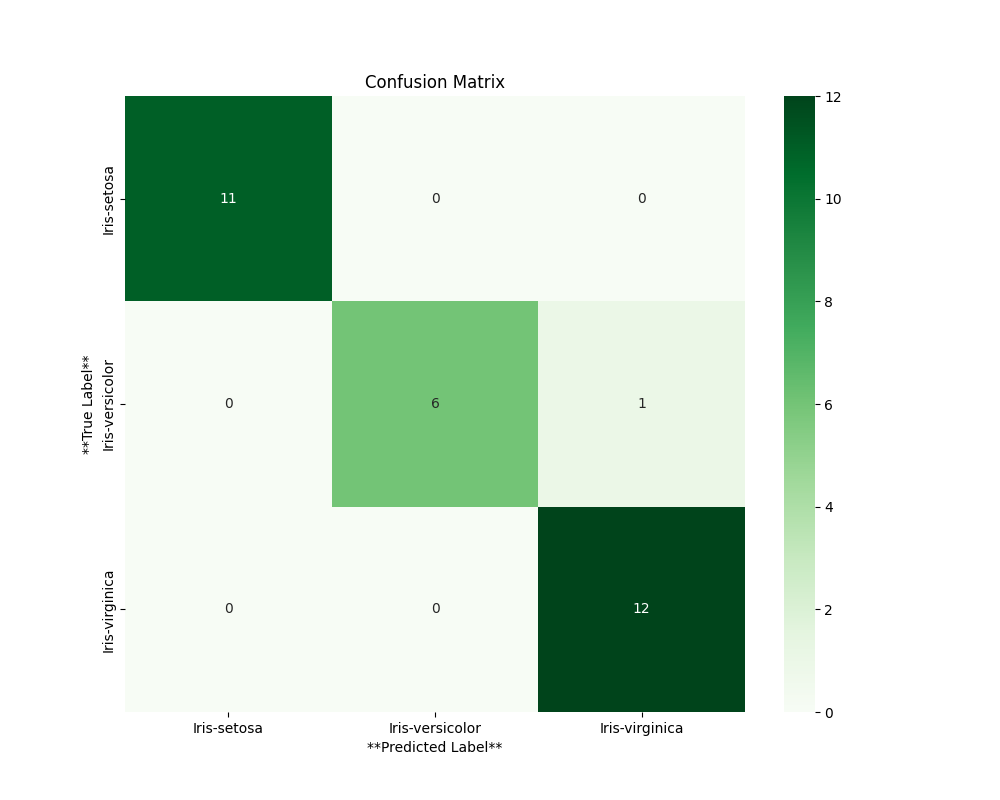 Confusion Matrix
Iris-setosa
11 0 0
**True Label**
Iris-versicolor
0 6 1
Iris-virginica
0 0 12
Iris-setosa Iris-versicolor Iris-virginica
**Predicted Label**
12
10
8
6
4
2
0